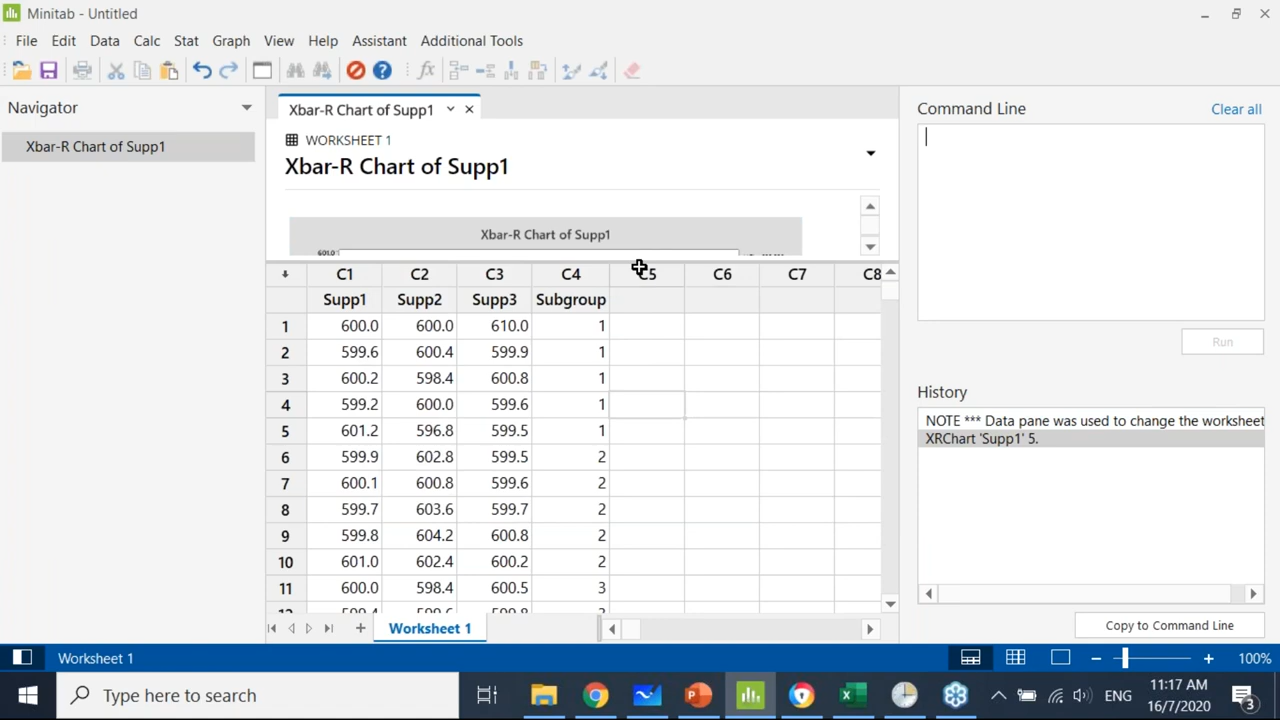 Minitab - Untitled
File Edit Data Calc Stat Graph View Help Assistant Additional Tools
Navigator
Xbar-R Chart of Supp1
Xbar-R Chart of Supp1
WORKSHEET 1
Xbar-R Chart of Supp1
Xbar-R Chart of Supp1
601.0
C1 C2 C3 C4 C5 C6 C7 C8
Supp1 Supp2 Supp3 Subgroup
1 600.0 600.0 610.0 1
2 599.6 600.4 599.9 1
3 600.2 598.4 600.8 1
4 599.2 600.0 599.6 1
5 601.2 596.8 599.5 1
6 599.9 602.8 599.5 2
7 600.1 600.8 599.6 2
8 599.7 603.6 599.7 2
9 599.8 604.2 600.8 2
10 601.0 602.4 600.2 2
11 600.0 598.4 600.5 3
Worksheet 1
Command Line Clear all
Run
History
NOTE *** Data pane was used to change the worksheet
XRChart 'Supp1' 5.
Copy to Command Line
Worksheet 1
100%
Type here to search
ENG
11:17 AM
16/7/2020
3